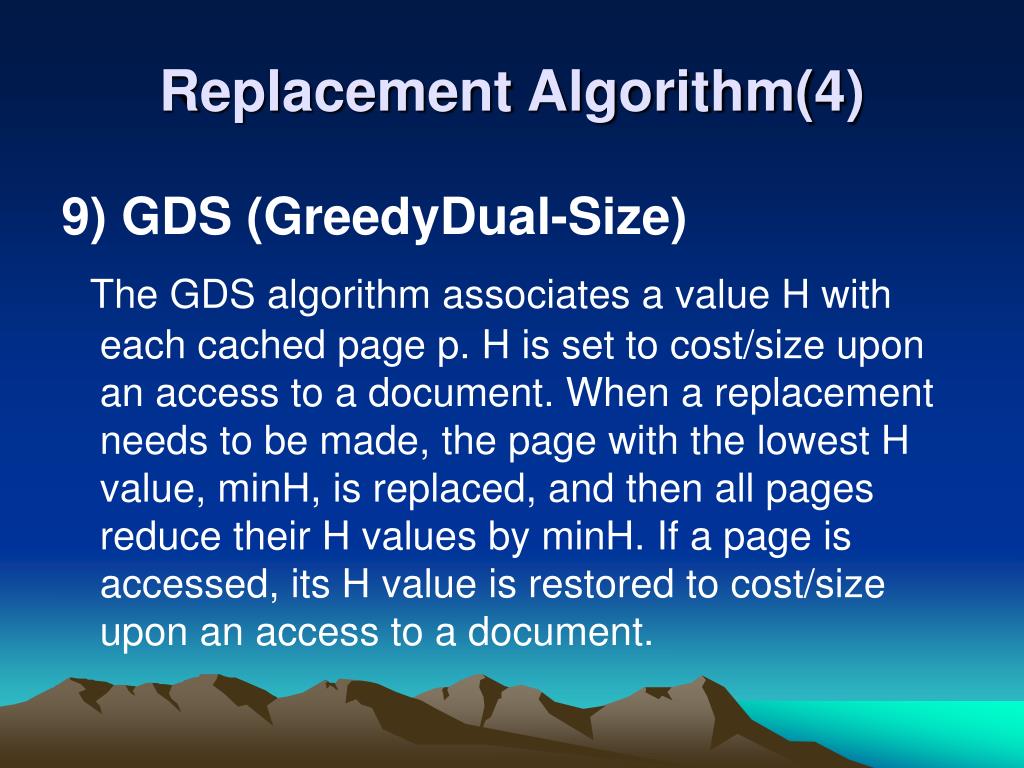 Replacement Algorithm(4)
9) GDS (GreedyDual-Size)
The GDS algorithm associates a value H with
each cached page p. H is set to cost/size upon
an access to a document. When a replacement
needs to be made, the page with the lowest H
value, minH, is replaced, and then all pages
reduce their H values by minH. If a page is
accessed, its H value is restored to cost/size
upon an access to a document.